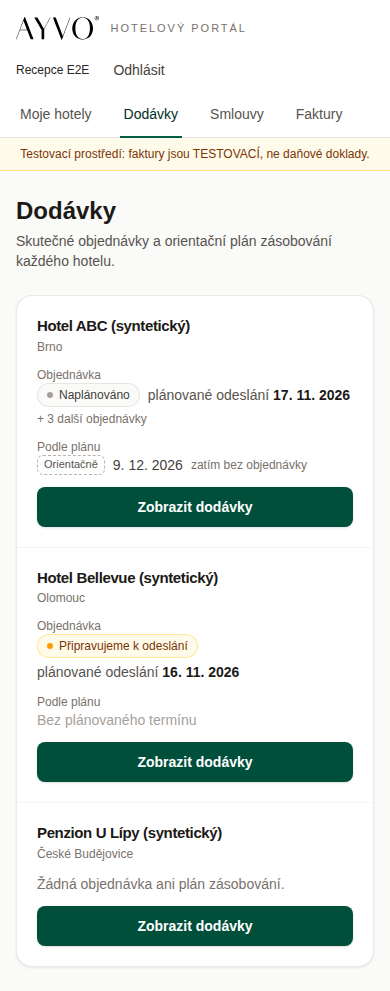 AYVO® HOTELOVÝ PORTÁL
Recepce E2E Odhlásit
Moje hotely Dodávky Smlouvy Faktury
Testovací prostředí: faktury jsou TESTOVACÍ, ne daňové doklady.
Dodávky
Skutečné objednávky a orientační plán zásobování
každého hotelu.
Hotel ABC (syntetický)
Brno
Objednávka
Naplánováno plánované odeslání 17. 11. 2026
+ 3 další objednávky
Podle plánu
Orientačně 9. 12. 2026 zatím bez objednávky
Zobrazit dodávky
Hotel Bellevue (syntetický)
Olomouc
Objednávka
Připravujeme k odeslání
plánované odeslání 16. 11. 2026
Podle plánu
Bez plánovaného termínu
Zobrazit dodávky
Penzion U Lípy (syntetický)
České Budějovice
Žádná objednávka ani plán zásobování.
Zobrazit dodávky